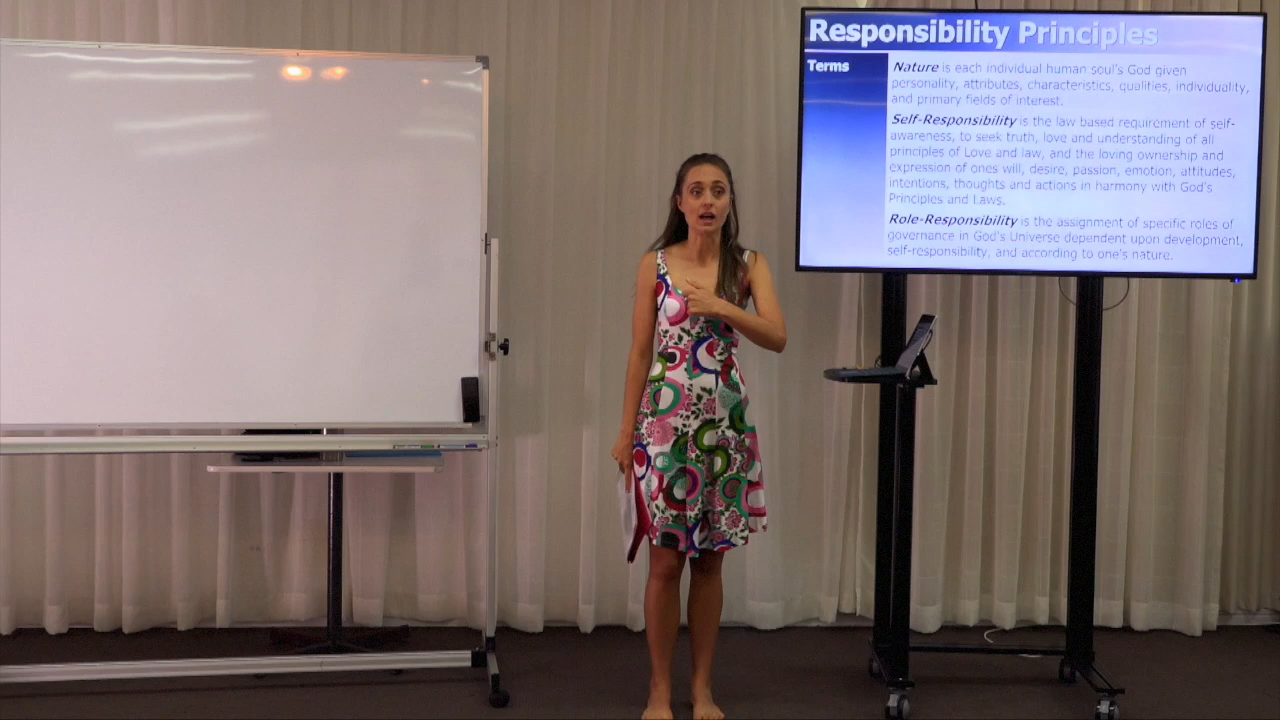 Responsibility Principles
Terms
Nature is each individual human soul's God given
personality, attributes, characteristics, qualities, individuality,
and primary fields of interest.
Self-Responsibility is the law based requirement of self-
awareness, to seek truth, love and understanding of all
principles of Love and law, and the loving ownership and
expression of ones will, desire, passion, emotion, attitudes,
intentions, thoughts and actions in harmony with God's
Principles and Laws.
Role-Responsibility is the assignment of specific roles of
governance in God's Universe dependent upon development,
self-responsibility, and according to one's nature.